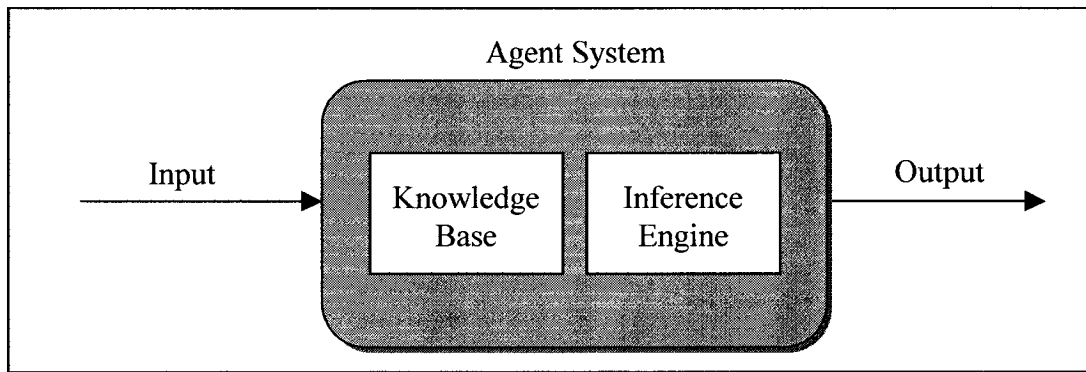 Agent System
Input
Knowledge
Base
Inference
Engine
Output